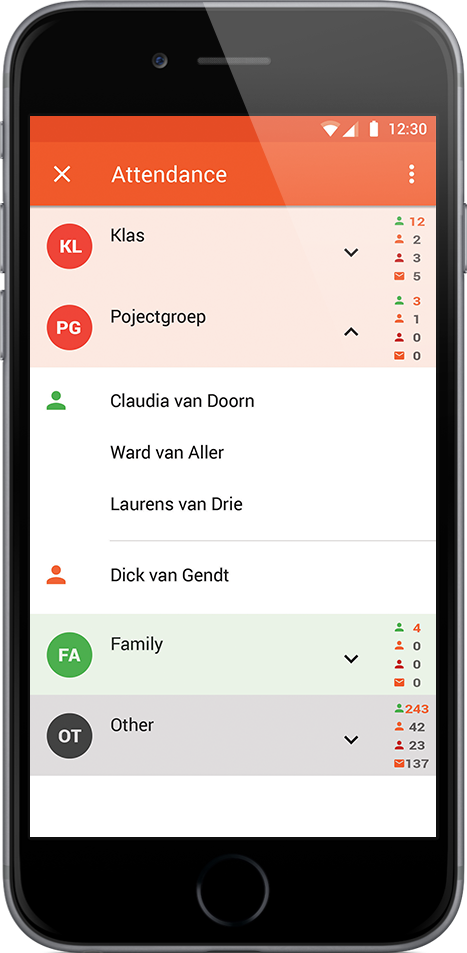 12:30
Attendance
KL Klas 12
2
3
5
PG Pojectgroep 3
1
0
0
Claudia van Doorn
Ward van Aller
Laurens van Drie
Dick van Gendt
FA Family 4
0
0
0
OT Other 243
42
23
137